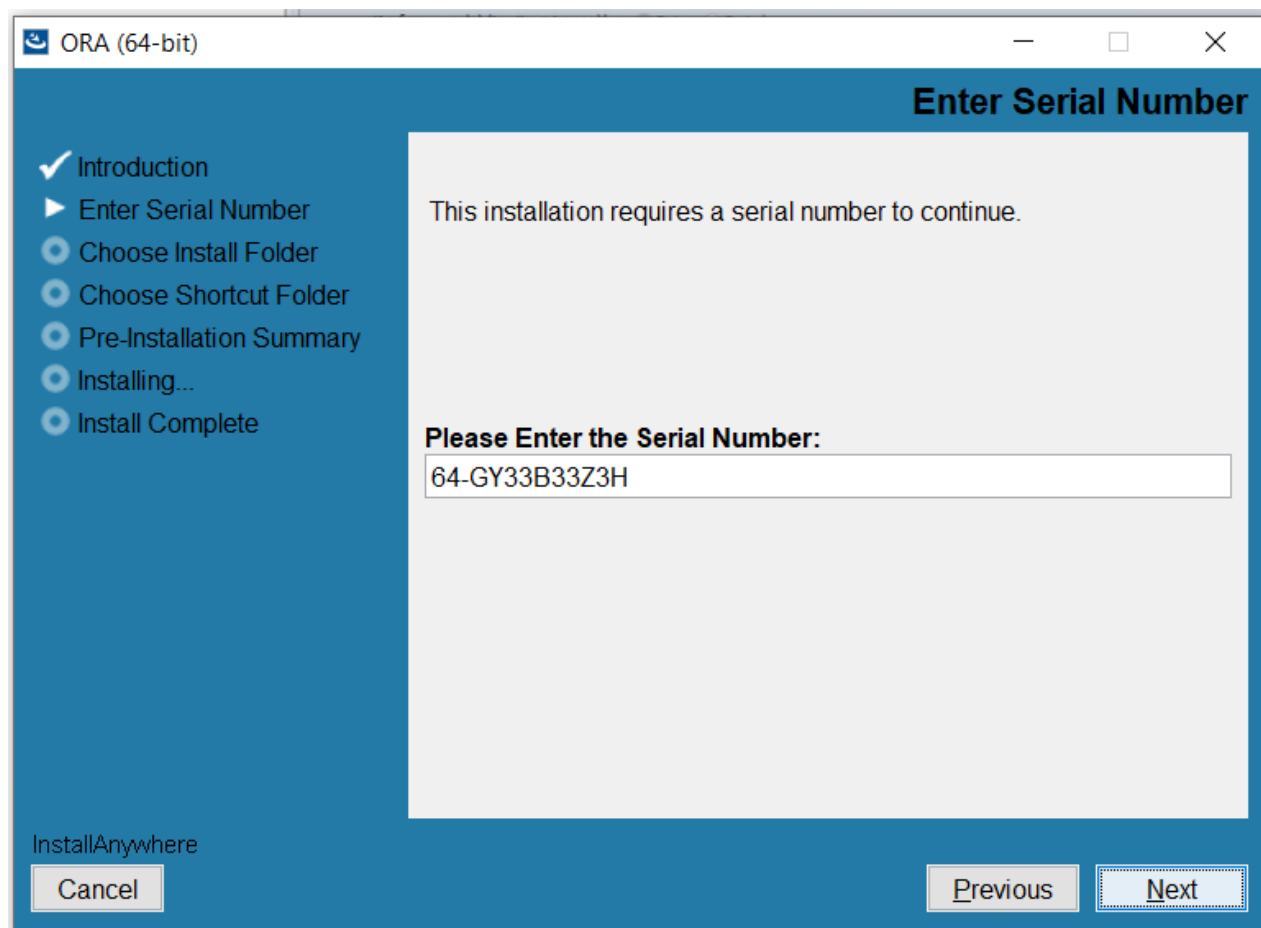 ORA (64-bit)
Enter Serial Number
Introduction
Enter Serial Number
Choose Install Folder
Choose Shortcut Folder
Pre-Installation Summary
Installing...
Install Complete
This installation requires a serial number to continue.
Please Enter the Serial Number:
64-GY33B33Z3H
InstallAnywhere
Cancel
Previous
Next